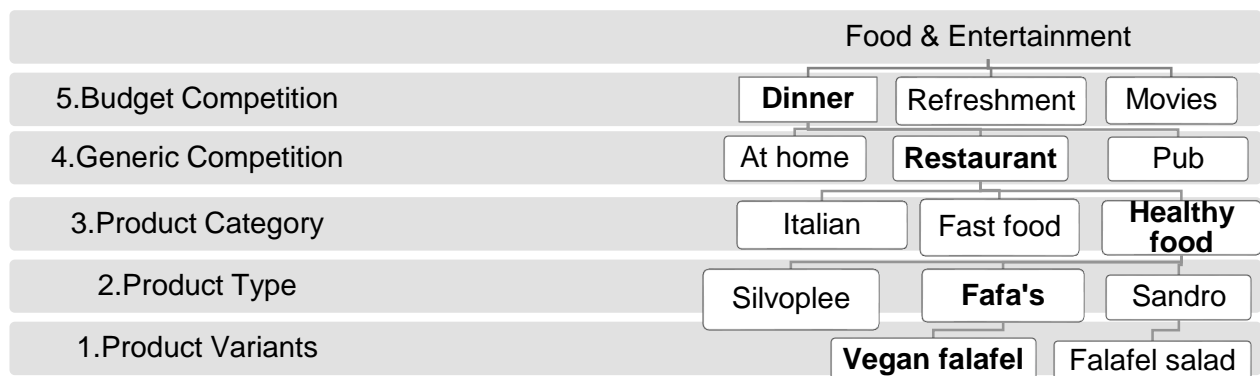 Food & Entertainment
5.Budget Competition
Dinner
Refreshment
Movies
4.Generic Competition
At home
Restaurant
Pub
3.Product Category
Italian
Fast food
Healthy
food
2.Product Type
Silvoplee
Fafa's
Sandro
1.Product Variants
Vegan falafel
Falafel salad